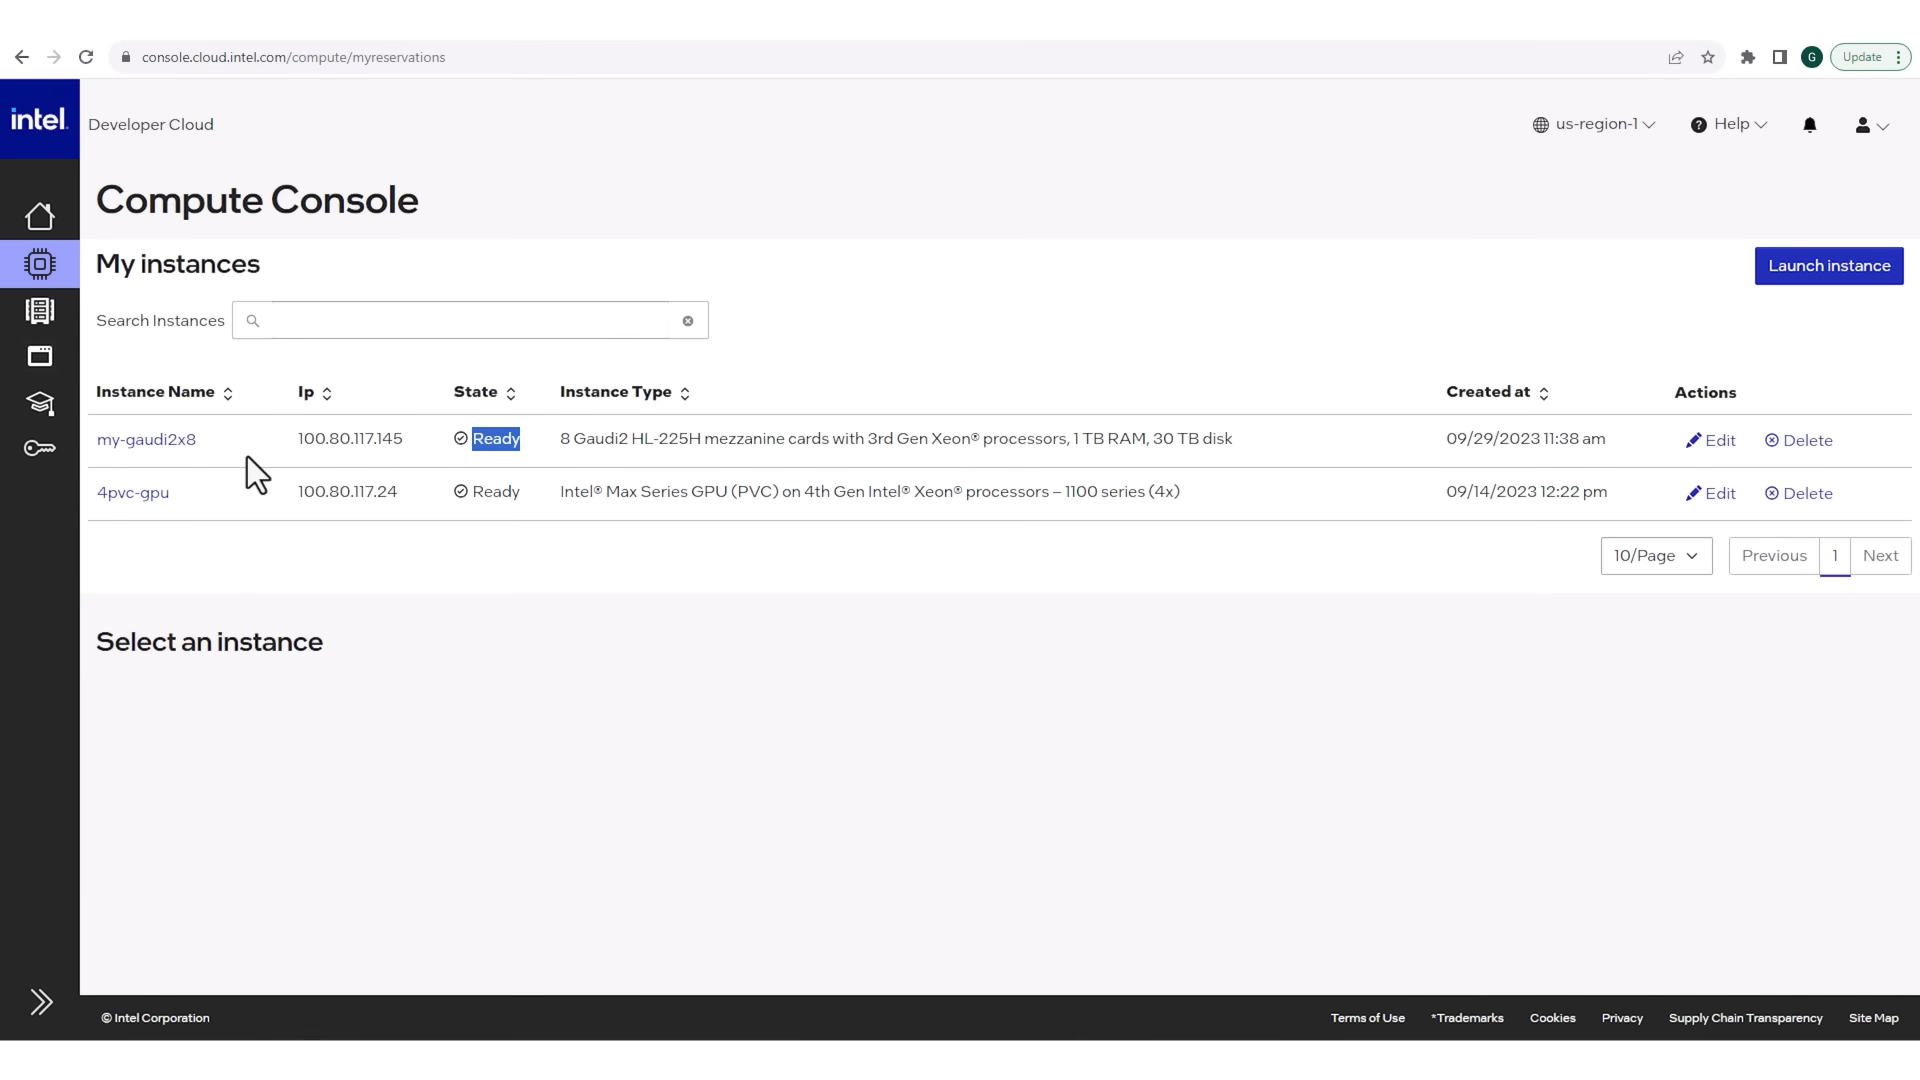 console.cloud.intel.com/compute/myreservations
G
Update
intel.
Developer Cloud
us-region-1
? Help
Compute Console
My instances
Launch instance
Search Instances
Instance Name Ip State Instance Type Created at Actions
my-gaudi2x8 100.80.117.145 Ready 8 Gaudi2 HL-225H mezzanine cards with 3rd Gen Xeon® processors, 1 TB RAM, 30 TB disk 09/29/2023 11:38 am Edit Delete
4pvc-gpu 100.80.117.24 Ready Intel® Max Series GPU (PVC) on 4th Gen Intel® Xeon® processors – 1100 series (4x) 09/14/2023 12:22 pm Edit Delete
10/Page Previous 1 Next
Select an instance
© Intel Corporation Terms of Use *Trademarks Cookies Privacy Supply Chain Transparency Site Map